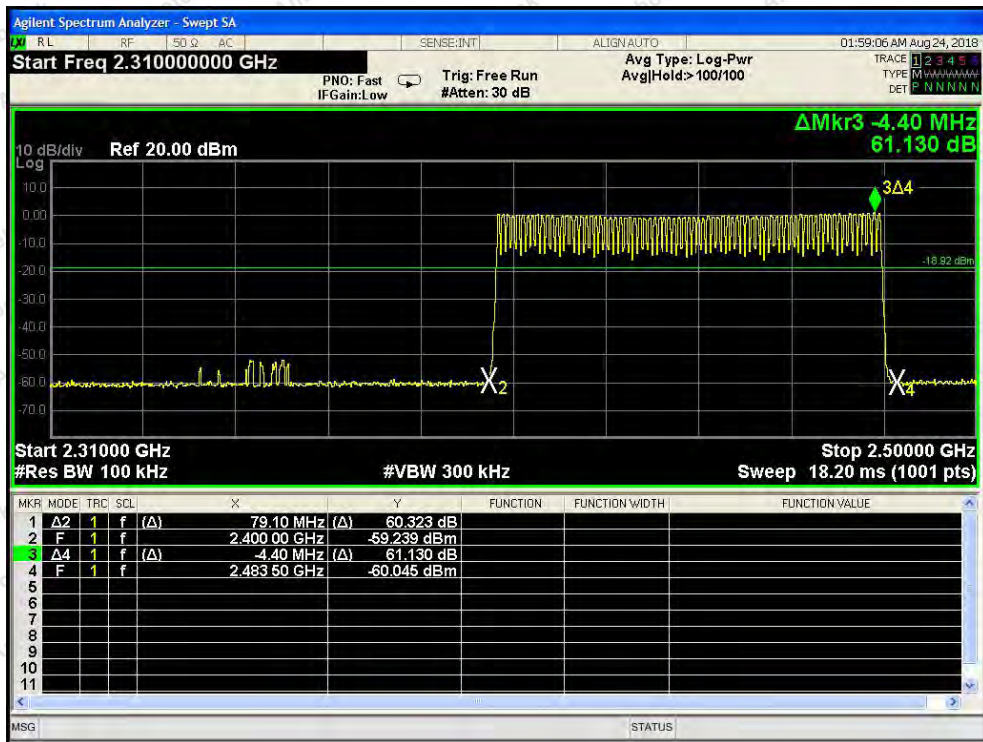 Agilent Spectrum Analyzer - Swept SA
LXI RL RF 50 Ω AC SENSE:INT ALIGN AUTO 01:59:06 AM Aug 24, 2018
Start Freq 2.310000000 GHz
PNO: Fast
IFGain:Low
Trig: Free Run
#Atten: 30 dB
Avg Type: Log-Pwr
Avg|Hold:> 100/100
TRACE 1 2 3 4 5 6
TYPE M WWWWW
DET P N N N N N
ΔMkr3 -4.40 MHz
61.130 dB
10 dB/div Ref 20.00 dBm
Log
10.0
0.00
-10.0
-20.0
-30.0
-40.0
-50.0
-60.0
-70.0
3Δ4
-18.92 dBm
X2
X4
Start 2.31000 GHz Stop 2.50000 GHz
#Res BW 100 kHz #VBW 300 kHz Sweep 18.20 ms (1001 pts)
MKR MODE TRC SCL X Y FUNCTION FUNCTION WIDTH FUNCTION VALUE
1 Δ2 1 f (Δ) 79.10 MHz (Δ) 60.323 dB
2 F 1 f 2.400 00 GHz -59.239 dBm
3 Δ4 1 f (Δ) -4.40 MHz (Δ) 61.130 dB
4 F 1 f 2.483 50 GHz -60.045 dBm
5
6
7
8
9
10
11
MSG STATUS